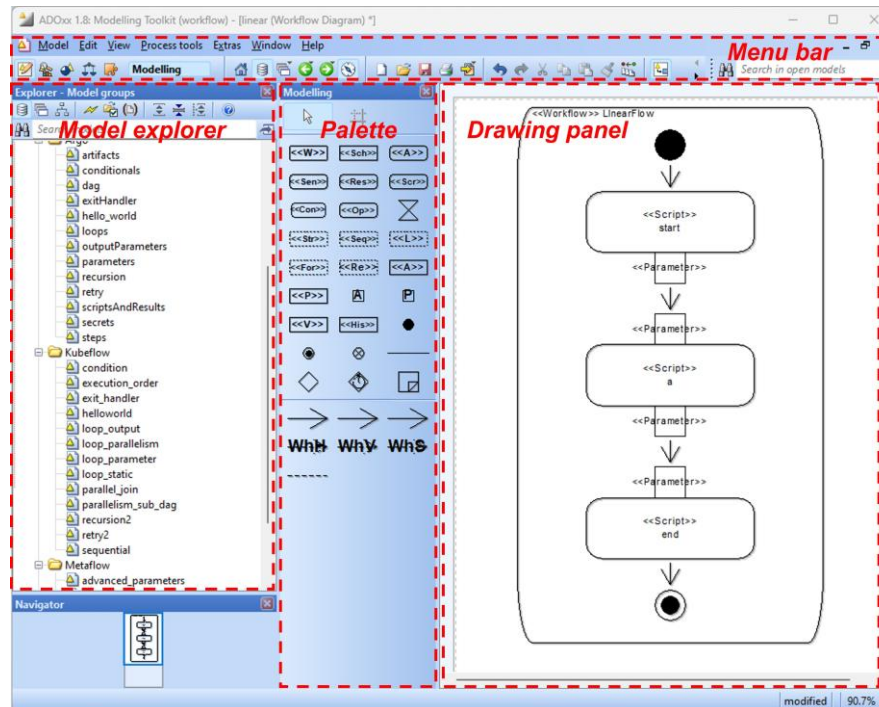 ADOxx 1.8: Modelling Toolkit (workflow) - [linear (Workflow Diagram) *]
Model Edit View Process tools Extras Window Help
Menu bar
Modelling
Search in open models
Explorer - Model groups
Model explorer
artifacts
conditionals
dag
exitHandler
hello_world
loops
outputParameters
parameters
recursion
retry
scriptsAndResults
secrets
steps
Kubeflow
condition
execution_order
exit_handler
helloworld
loop_output
loop_parallelism
loop_parameter
loop_static
parallel_join
parallelism_sub_dag
recursion2
retry2
sequential
Metaflow
advanced_parameters
Navigator
Modelling
Palette
<<W>> <<Sch>> <<A>>
<<Sen>> <<Res>> <<Scr>>
<<Con>> <<Op>>
<<Str>> <<Seq>> <<L>>
<<For>> <<Re>> <<A>>
<<P>> A P
<<V>> <<His>>
WhH WhV WhS
Drawing panel
<<Workflow>> LinearFlow
<<Script>>
start
<<Parameter>>
<<Parameter>>
<<Script>>
a
<<Parameter>>
<<Parameter>>
<<Script>>
end
modified 90.7%